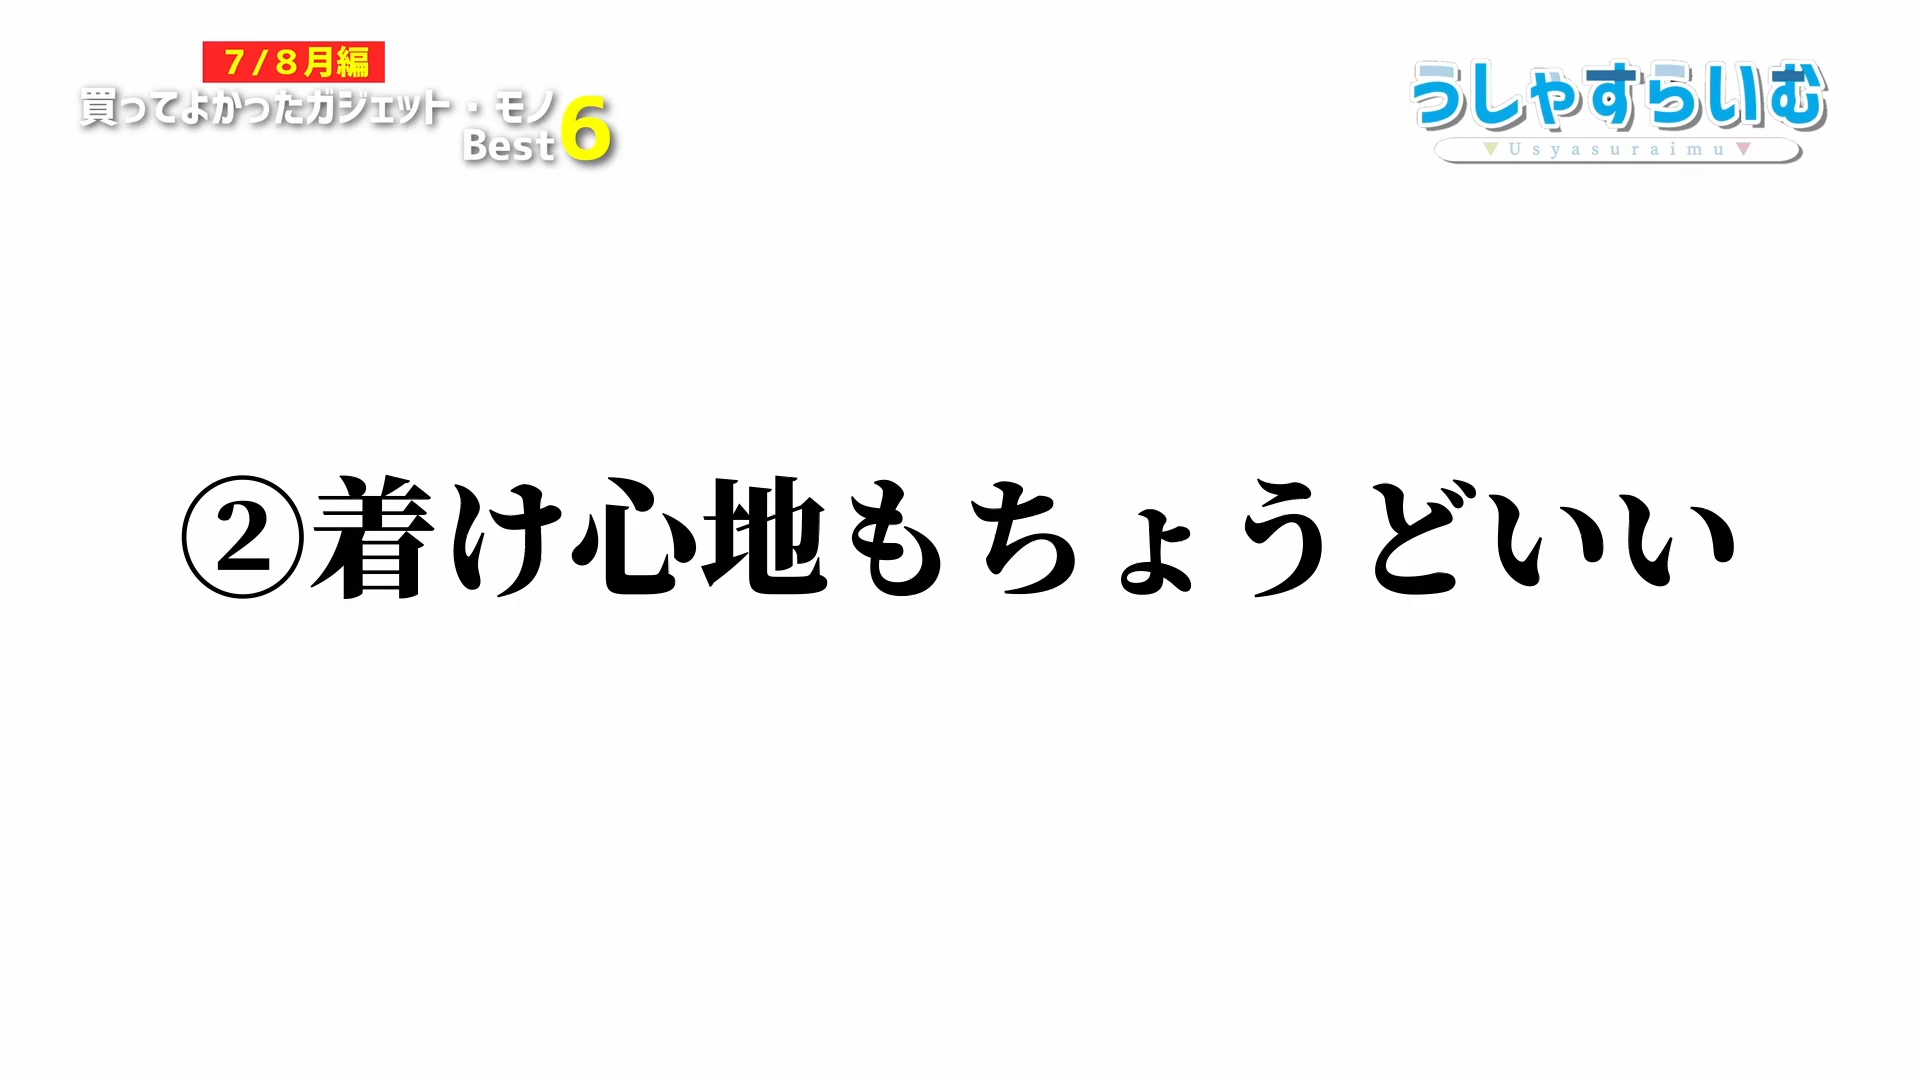 7/8月編
買ってよかったガジェット・モノ
Best6
うしゃすらいむ
Usyasuraimu
②着け心地もちょうどいい